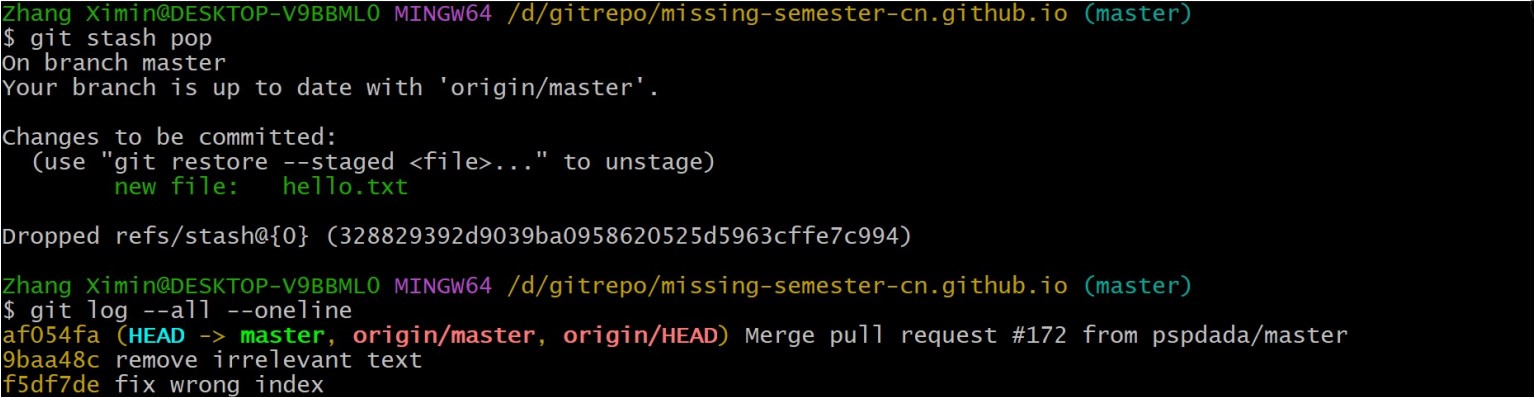 Zhang Ximin@DESKTOP-V9BBML0 MINGW64 /d/gitrepo/missing-semester-cn.github.io (master)
$ git stash pop
On branch master
Your branch is up to date with 'origin/master'.
Changes to be committed:
  (use "git restore --staged <file>..." to unstage)
        new file:   hello.txt
Dropped refs/stash@{0} (328829392d9039ba0958620525d5963cffe7c994)
Zhang Ximin@DESKTOP-V9BBML0 MINGW64 /d/gitrepo/missing-semester-cn.github.io (master)
$ git log --all --oneline
af054fa (HEAD -> master, origin/master, origin/HEAD) Merge pull request #172 from pspdada/master
9baa48c remove irrelevant text
f5df7de fix wrong index